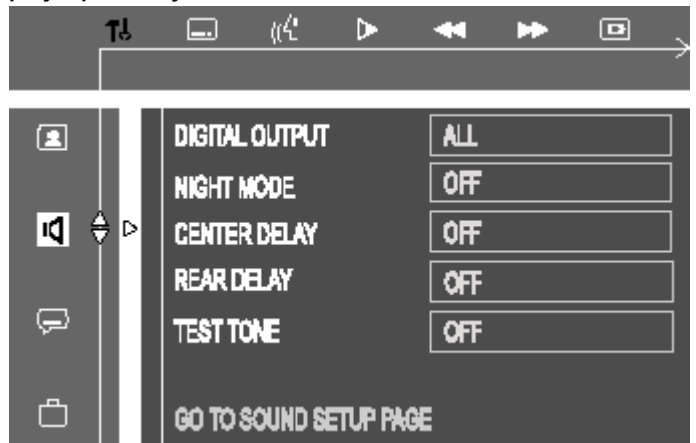 DIGITAL OUTPUT ALL
NIGHT MODE OFF
CENTER DELAY OFF
REAR DELAY OFF
TEST TONE OFF
GO TO SOUND SETUP PAGE